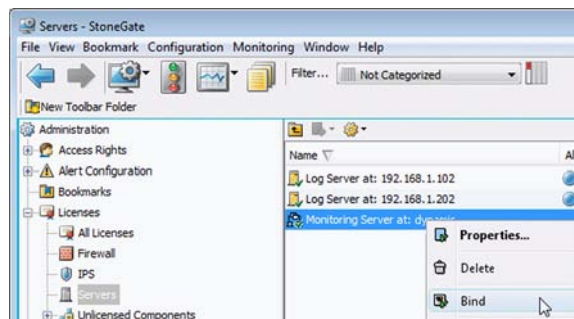 Servers - StoneGate
File View Bookmark Configuration Monitoring Window Help
Filter... Not Categorized
New Toolbar Folder
Administration
Access Rights
Alert Configuration
Bookmarks
Licenses
All Licenses
Firewall
IPS
Servers
Unlicensed Components
Name
Log Server at: 192.168.1.102
Log Server at: 192.168.1.202
Monitoring Server at: dynamic
Properties...
Delete
Bind